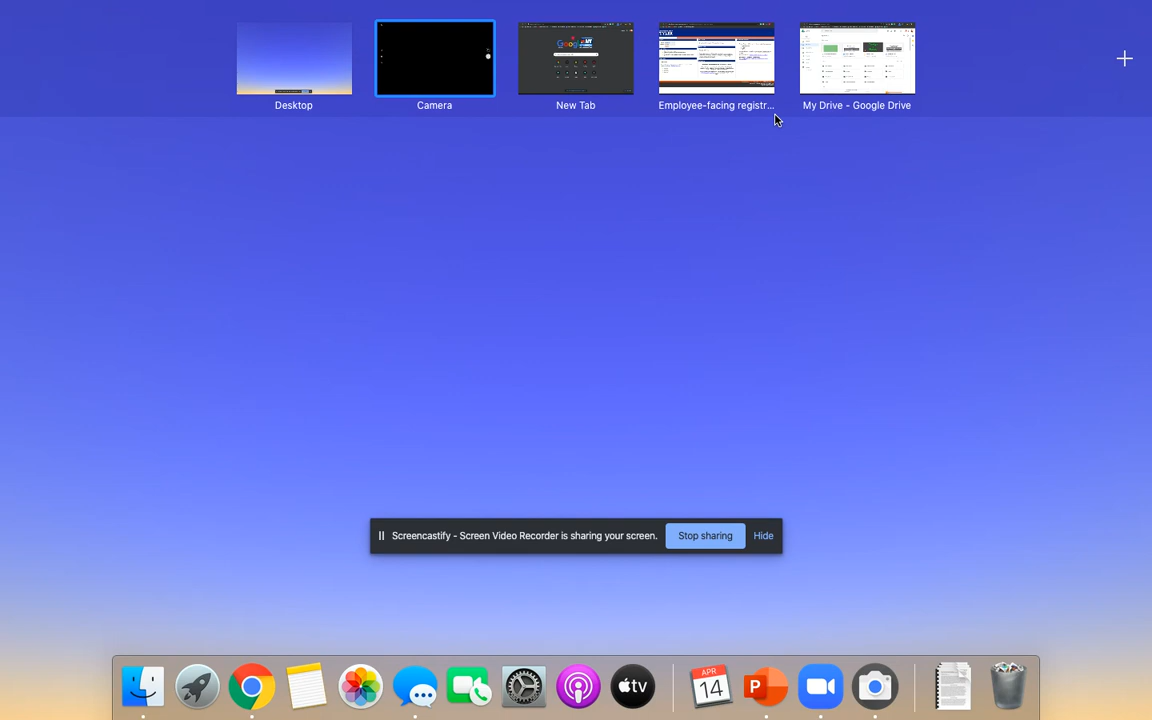 Desktop
Camera
New Tab
Employee-facing registr...
My Drive - Google Drive
Screencastify - Screen Video Recorder is sharing your screen.
Stop sharing
Hide
tv
APR
14
P